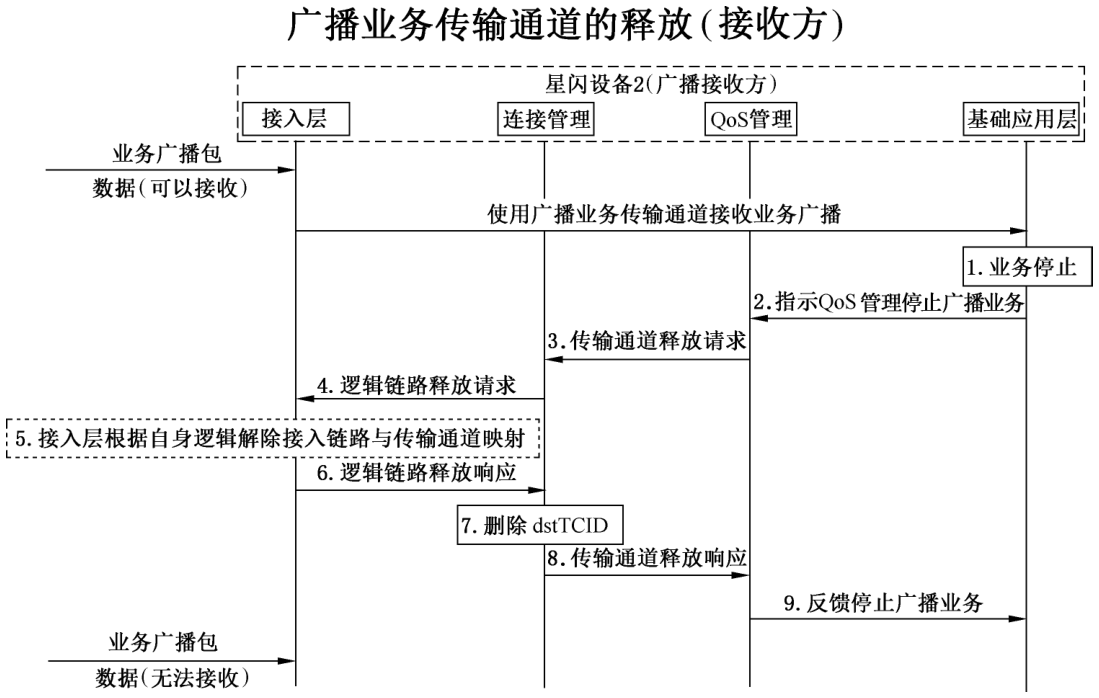 广播业务传输通道的释放(接收方)
星闪设备2(广播接收方)
接入层
连接管理
QoS管理
基础应用层
业务广播包
数据(可以接收)
使用广播业务传输通道接收业务广播
1.业务停止
2.指示QoS管理停止广播业务
3.传输通道释放请求
4.逻辑链路释放请求
5.接入层根据自身逻辑解除接入链路与传输通道映射
6.逻辑链路释放响应
7.删除 dstTCID
8.传输通道释放响应
9.反馈停止广播业务
业务广播包
数据(无法接收)